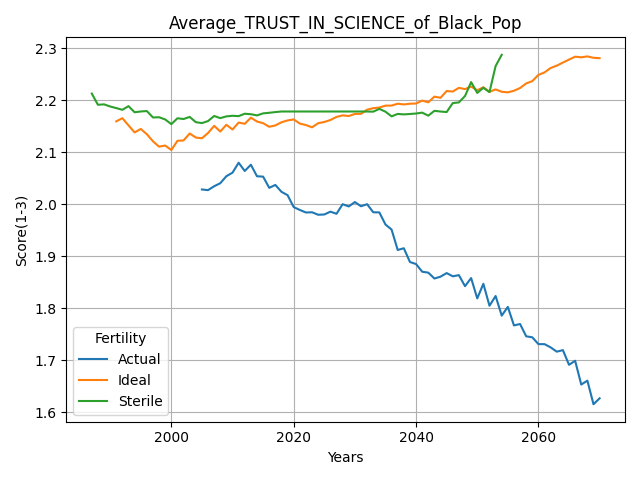 Average_TRUST_IN_SCIENCE_of_Black_Pop
Score(1-3)
2.3
2.2
2.1
2.0
1.9
1.8
1.7
1.6
Fertility
Actual
Ideal
Sterile
2000 2020 2040 2060
Years